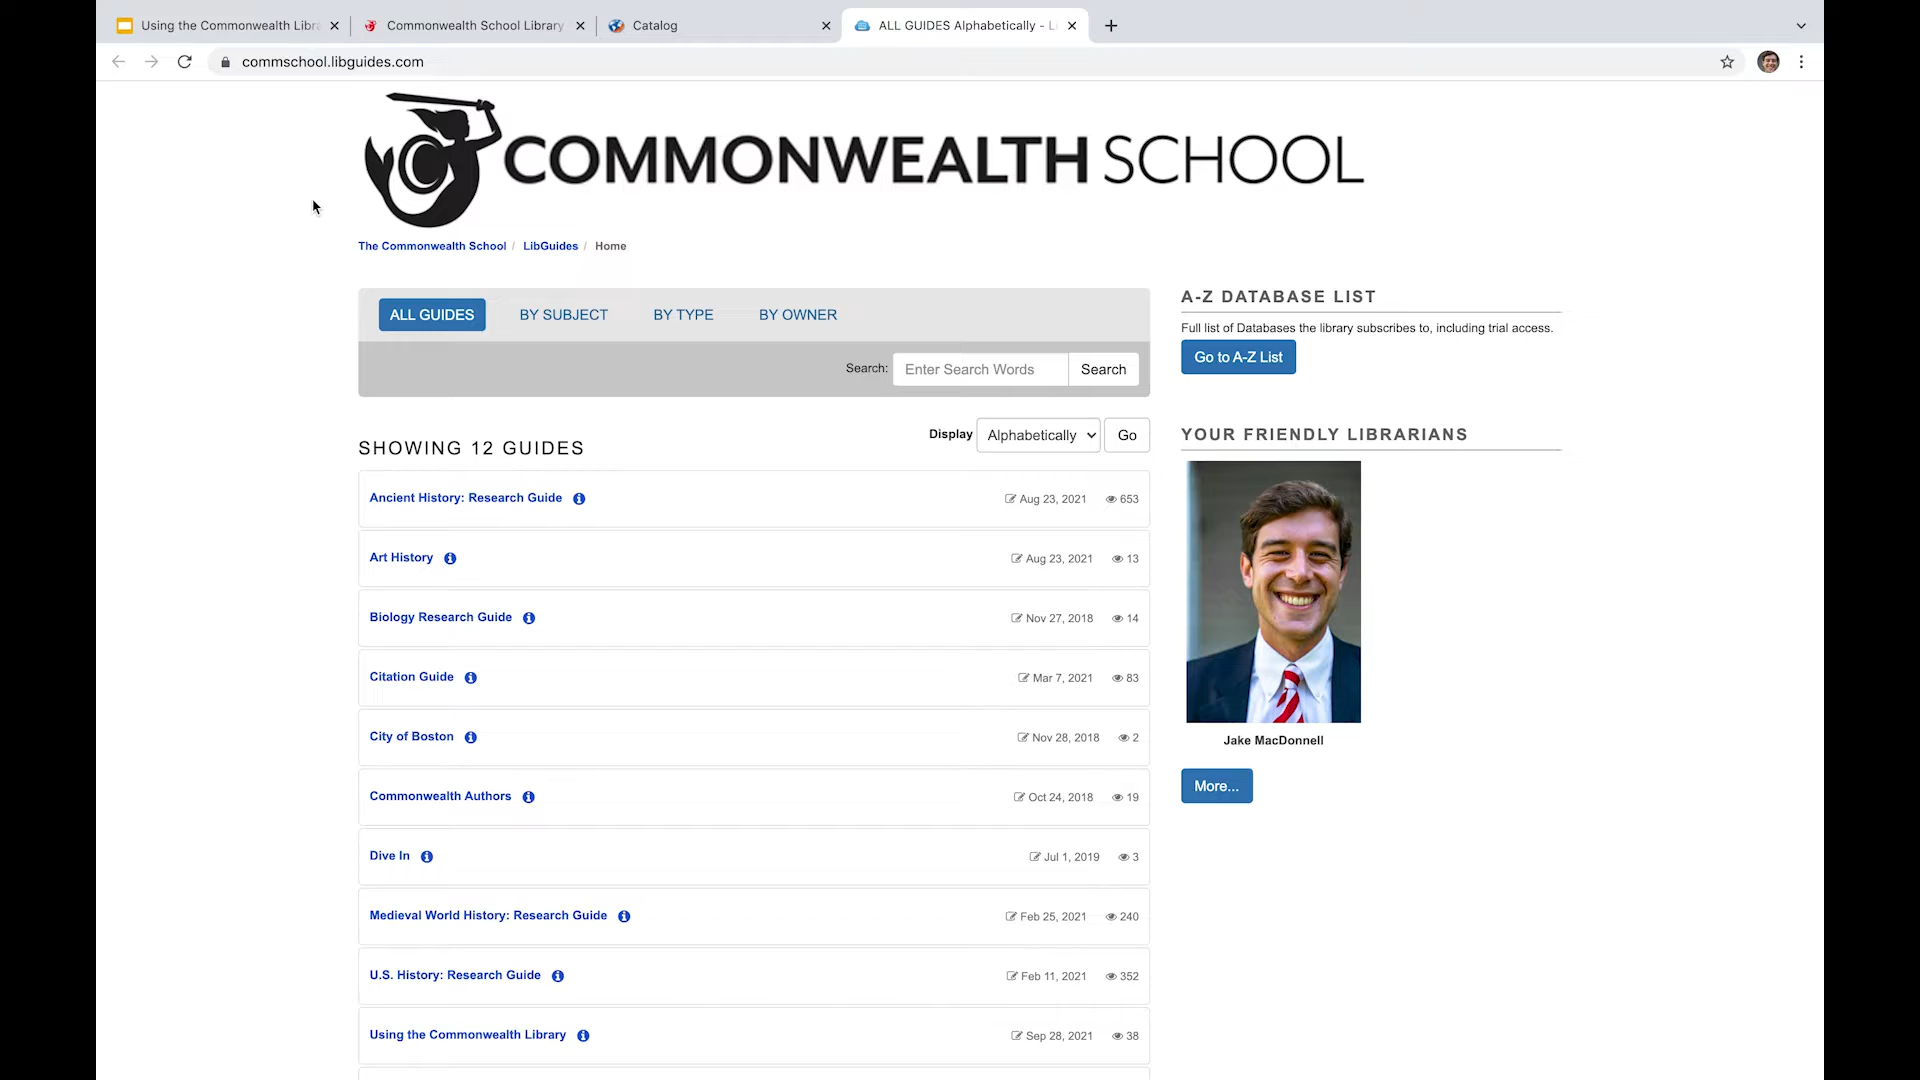 Using the Commonwealth Libra
Commonwealth School Library
Catalog
ALL GUIDES Alphabetically - L
commschool.libguides.com
COMMONWEALTH SCHOOL
The Commonwealth School / LibGuides / Home
ALL GUIDES BY SUBJECT BY TYPE BY OWNER
Search: Enter Search Words Search
SHOWING 12 GUIDES
Display Alphabetically Go
Ancient History: Research Guide Aug 23, 2021 653
Art History Aug 23, 2021 13
Biology Research Guide Nov 27, 2018 14
Citation Guide Mar 7, 2021 83
City of Boston Nov 28, 2018 2
Commonwealth Authors Oct 24, 2018 19
Dive In Jul 1, 2019 3
Medieval World History: Research Guide Feb 25, 2021 240
U.S. History: Research Guide Feb 11, 2021 352
Using the Commonwealth Library Sep 28, 2021 38
A-Z DATABASE LIST
Full list of Databases the library subscribes to, including trial access.
Go to A-Z List
YOUR FRIENDLY LIBRARIANS
Jake MacDonnell
More...